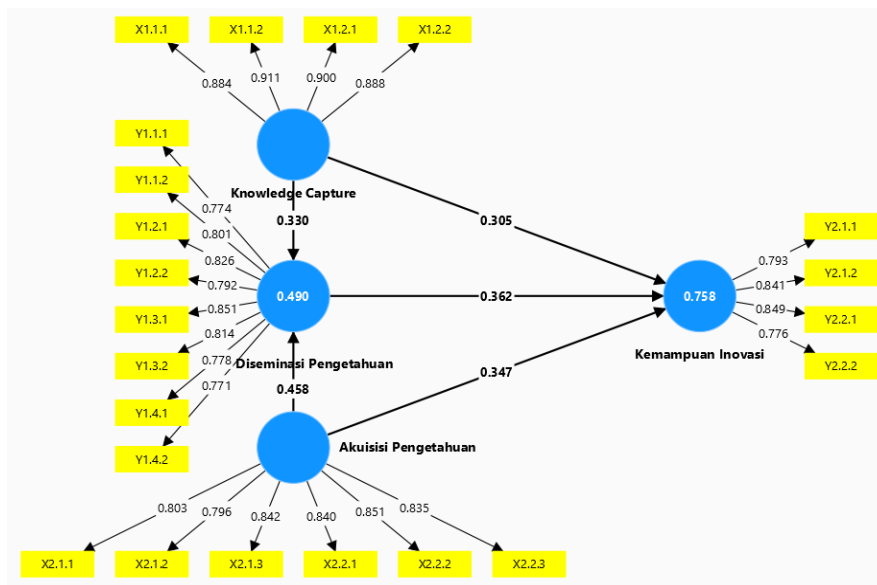 X1.1.1 X1.1.2 X1.2.1 X1.2.2
0.884 0.911 0.900 0.888
Y1.1.1
Y1.1.2
Y1.2.1
Y1.2.2
Y1.3.1
Y1.3.2
Y1.4.1
Y1.4.2
0.774
0.801
0.826
0.792
0.851
0.814
0.778
0.771
Knowledge Capture
0.330
0.305
0.490
0.362
0.758
Diseminasi Pengetahuan
0.458
0.347
Kemampuan Inovasi
Y2.1.1
Y2.1.2
Y2.2.1
Y2.2.2
0.793
0.841
0.849
0.776
Akuisisi Pengetahuan
0.803 0.796 0.842 0.840 0.851 0.835
X2.1.1 X2.1.2 X2.1.3 X2.2.1 X2.2.2 X2.2.3